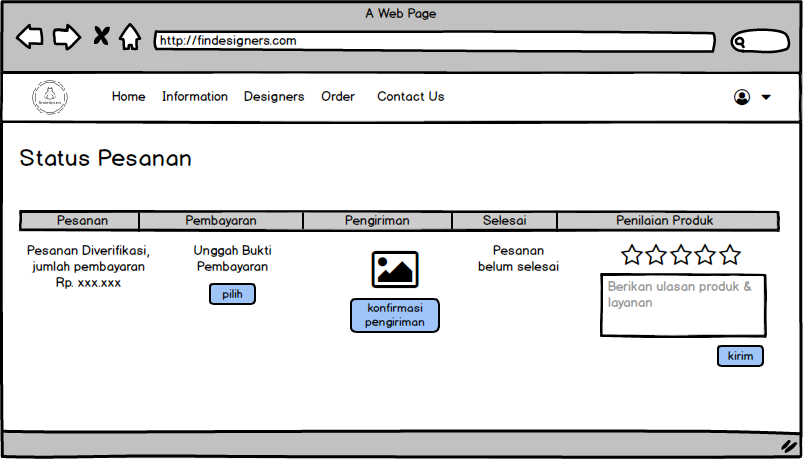 A Web Page
http://findesigners.com
findesigners
Home Information Designers Order Contact Us
Status Pesanan
Pesanan Pembayaran Pengiriman Selesai Penilaian Produk
Pesanan Diverifikasi,
jumlah pembayaran
Rp. xxx.xxx
Unggah Bukti
Pembayaran
pilih
konfirmasi
pengiriman
Pesanan
belum selesai
Berikan ulasan produk &
layanan
kirim